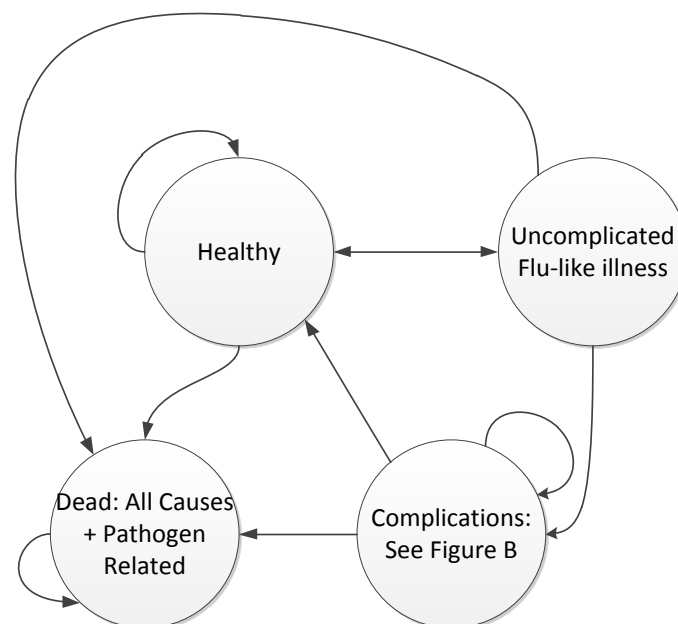 Healthy
Uncomplicated
Flu-like illness
Dead: All Causes
+ Pathogen
Related
Complications:
See Figure B